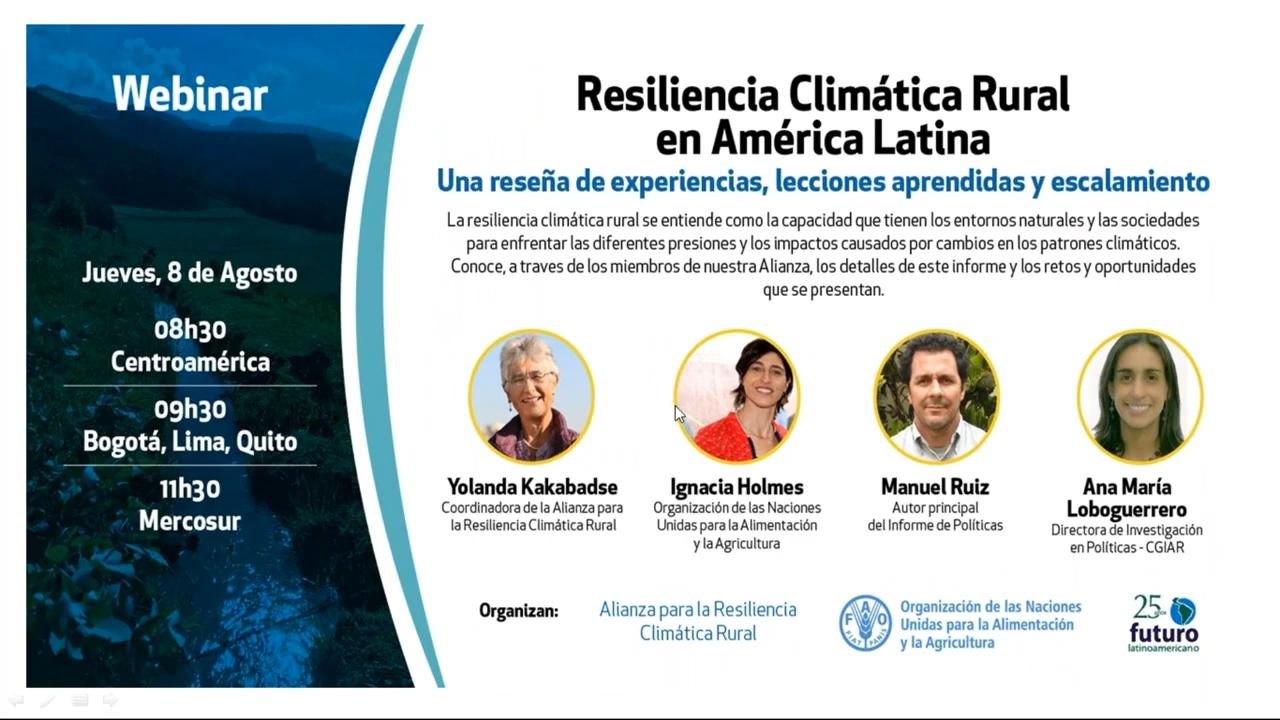 Webinar
Jueves, 8 de Agosto
08h30
Centroamérica
09h30
Bogotá, Lima, Quito
11h30
Mercosur
Resiliencia Climática Rural
en América Latina
Una reseña de experiencias, lecciones aprendidas y escalamiento
La resiliencia climática rural se entiende como la capacidad que tienen los entornos naturales y las sociedades
para enfrentar las diferentes presiones y los impactos causados por cambios en los patrones climáticos.
Conoce, a traves de los miembros de nuestra Alianza, los detalles de este informe y los retos y oportunidades
que se presentan.
Yolanda Kakabadse
Coordinadora de la Alianza para
la Resiliencia Climática Rural
Ignacia Holmes
Organización de las Naciones
Unidas para la Alimentación
y la Agricultura
Manuel Ruiz
Autor principal
del Informe de Políticas
Ana María
Loboguerrero
Directora de Investigación
en Políticas - CGIAR
Organizan:
Alianza para la Resiliencia
Climática Rural
FAO
FIAT PANIS
Organización de las Naciones
Unidas para la Alimentación
y la Agricultura
25 años
futuro
latinoamericano